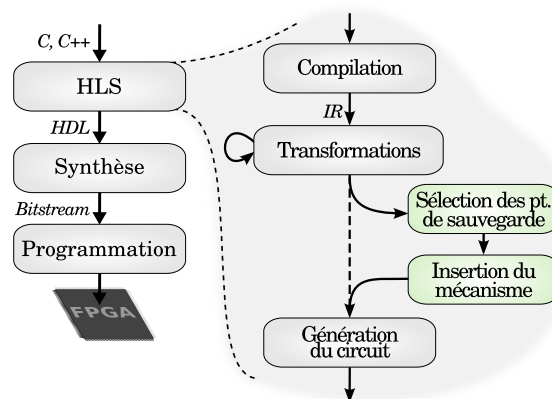 C, C++
HLS
HDL
Synthèse
Bitstream
Programmation
FPGA
Compilation
IR
Transformations
Sélection des pt.
de sauvegarde
Insertion du
mécanisme
Génération
du circuit